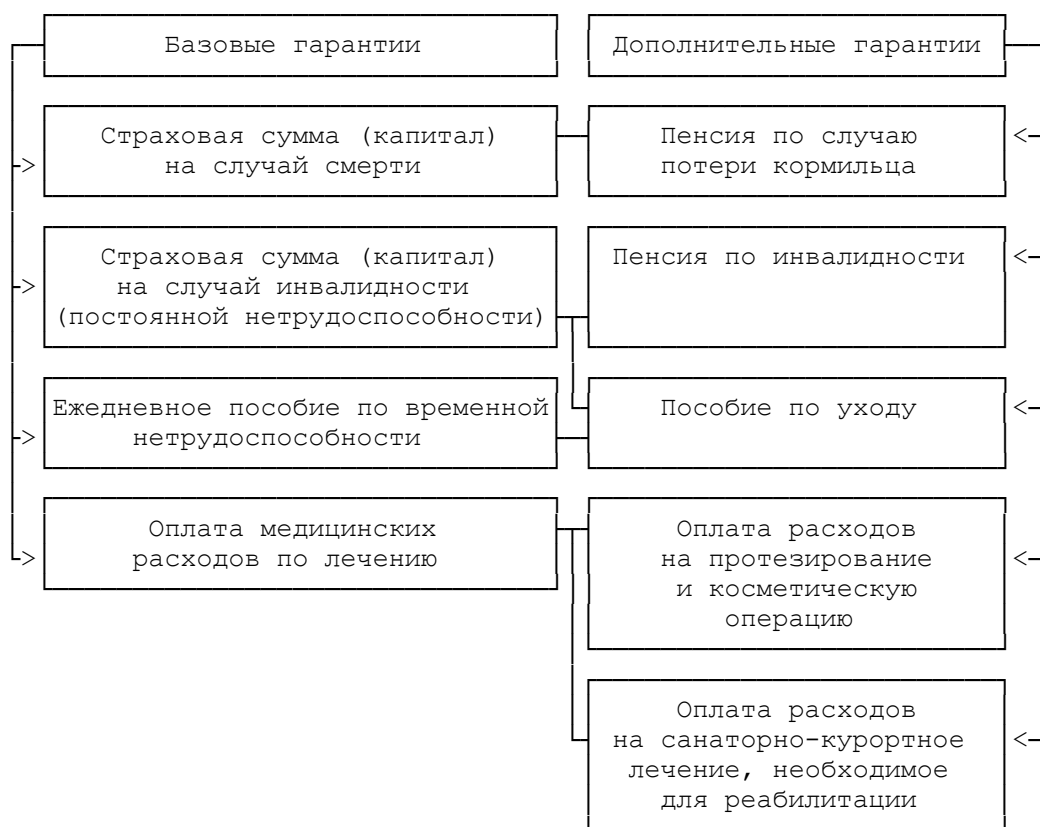 Базовые гарантии
Дополнительные гарантии
Страховая сумма (капитал)
на случай смерти
Пенсия по случаю
потери кормильца
Страховая сумма (капитал)
на случай инвалидности
(постоянной нетрудоспособности)
Пенсия по инвалидности
Ежедневное пособие по временной
нетрудоспособности
Пособие по уходу
Оплата медицинских
расходов по лечению
Оплата расходов
на протезирование
и косметическую
операцию
Оплата расходов
на санаторно-курортное
лечение, необходимое
для реабилитации